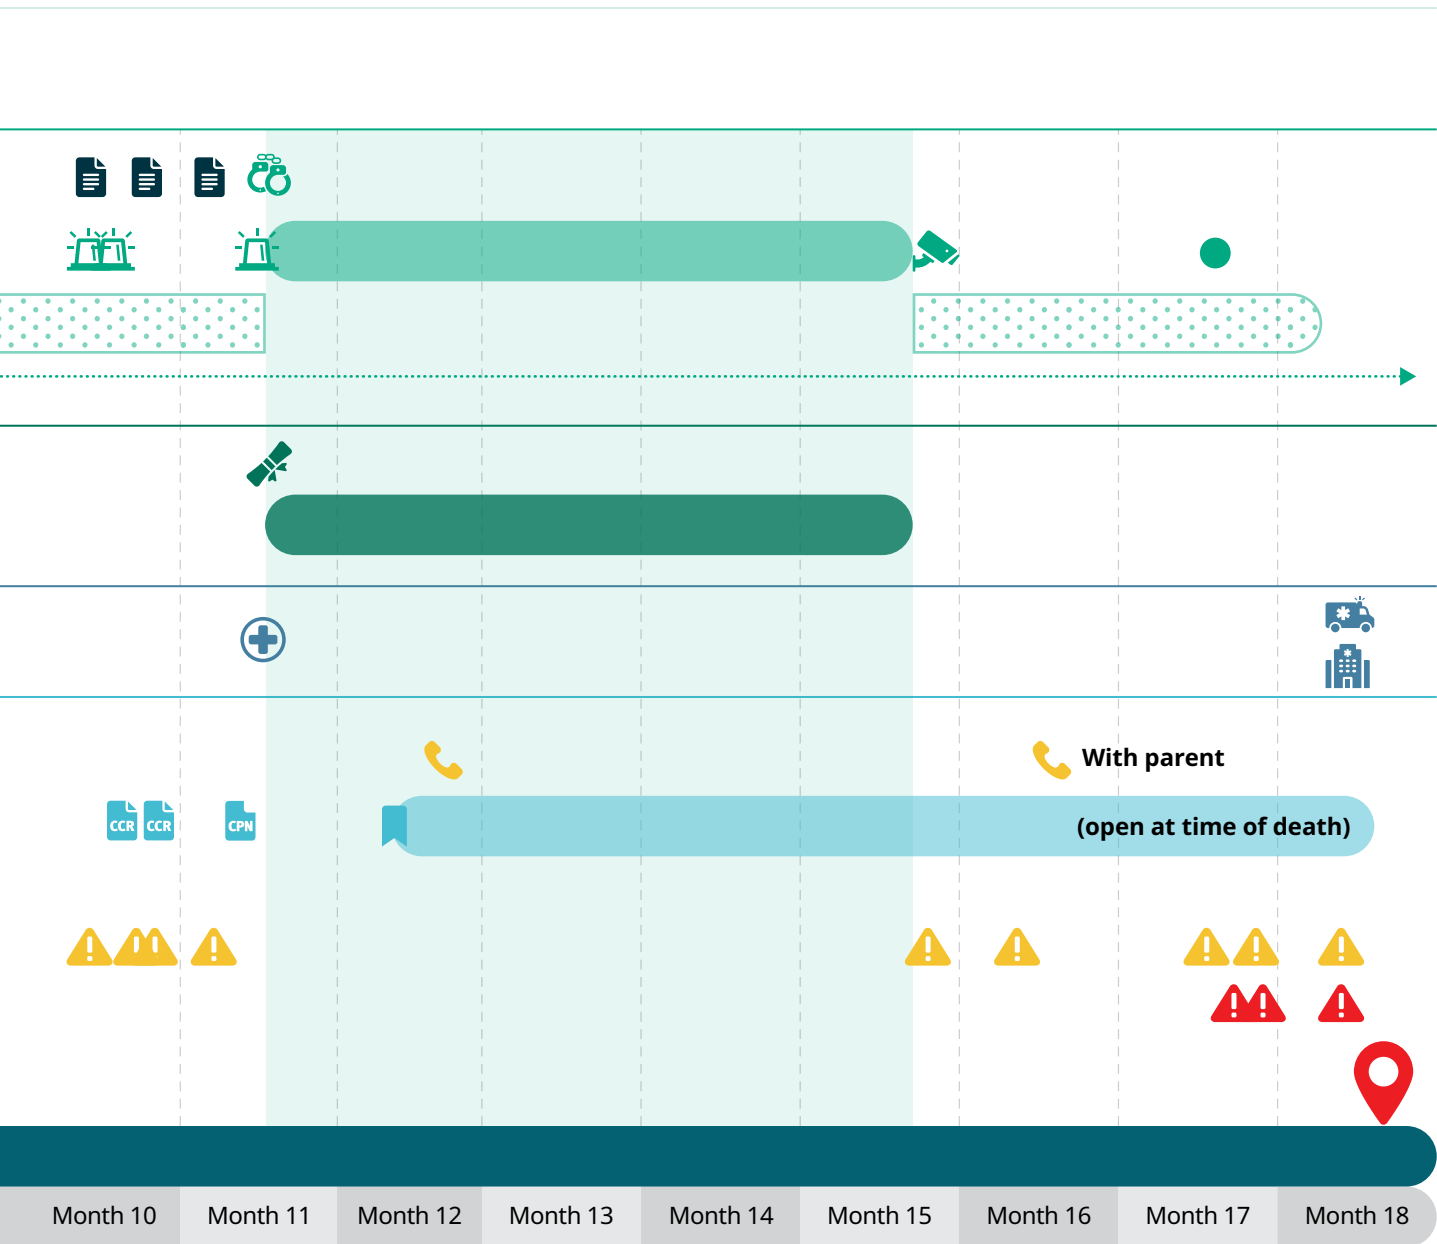 With parent
CCR CCR CPN
(open at time of death)
Month 10 Month 11 Month 12 Month 13 Month 14 Month 15 Month 16 Month 17 Month 18